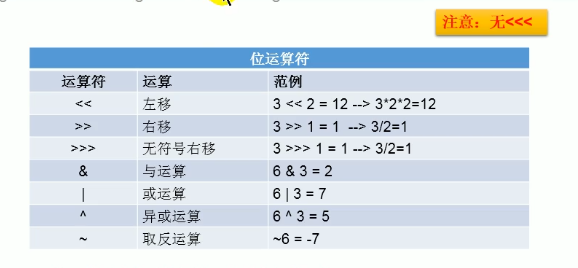 注意：无<<<
位运算符
运算符 运算 范例
<< 左移 3 << 2 = 12 --> 3*2*2=12
>> 右移 3 >> 1 = 1 --> 3/2=1
>>> 无符号右移 3 >>> 1 = 1 --> 3/2=1
& 与运算 6 & 3 = 2
| 或运算 6 | 3 = 7
^ 异或运算 6 ^ 3 = 5
~ 取反运算 ~6 = -7